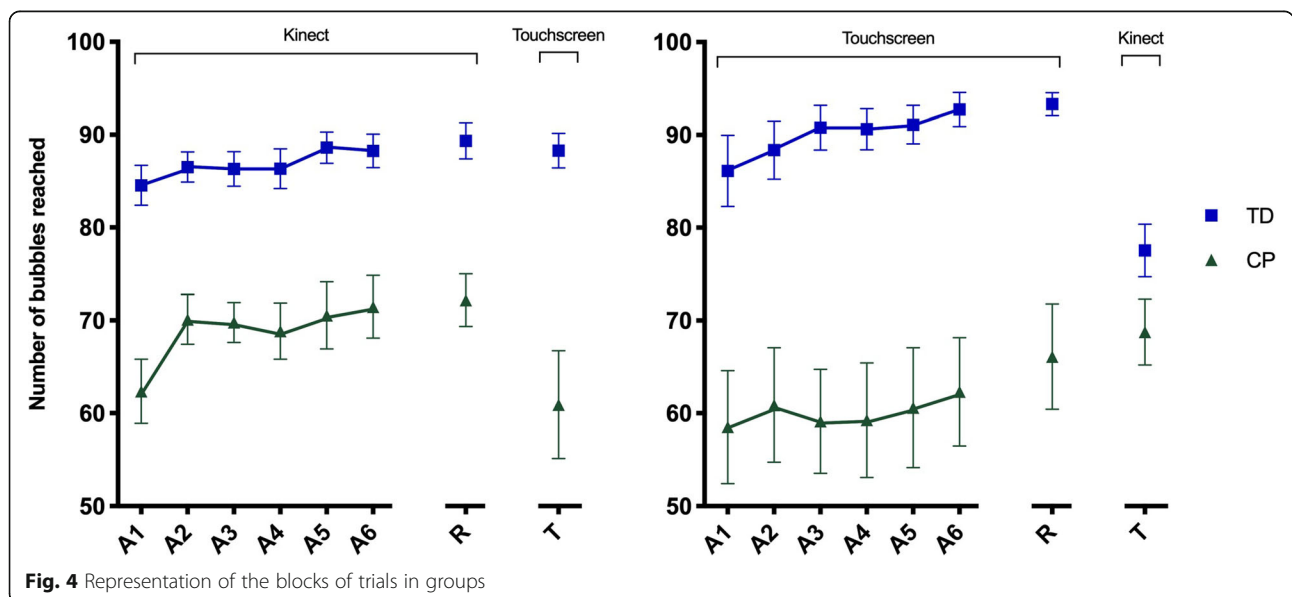 Kinect
Touchscreen
Touchscreen
Kinect
Number of bubbles reached
100
90
80
70
60
50
A1 A2 A3 A4 A5 A6 R T
100
90
80
70
60
50
A1 A2 A3 A4 A5 A6 R T
TD
CP
Fig. 4 Representation of the blocks of trials in groups